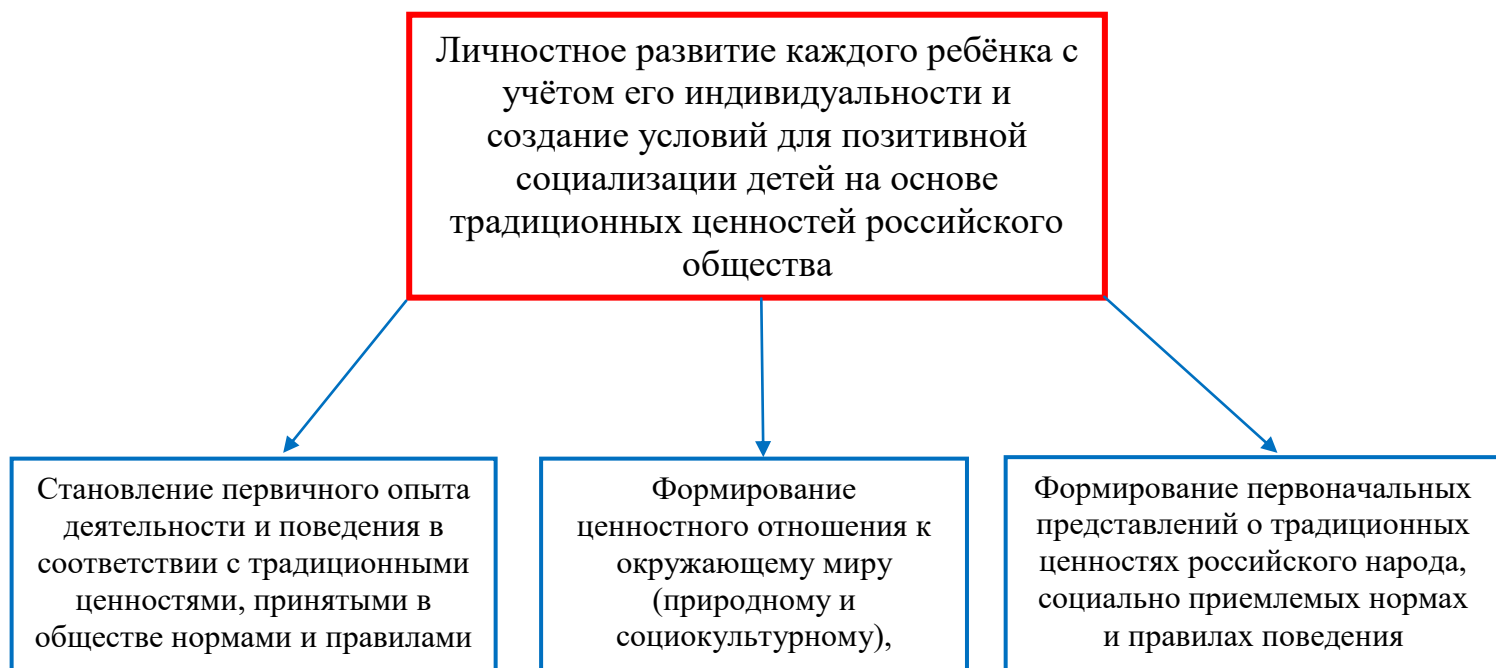 Личностное развитие каждого ребёнка с
учётом его индивидуальности и
создание условий для позитивной
социализации детей на основе
традиционных ценностей российского
общества
Становление первичного опыта
деятельности и поведения в
соответствии с традиционными
ценностями, принятыми в
обществе нормами и правилами
Формирование
ценностного отношения к
окружающему миру
(природному и
социокультурному),
Формирование первоначальных
представлений о традиционных
ценностях российского народа,
социально приемлемых нормах
и правилах поведения